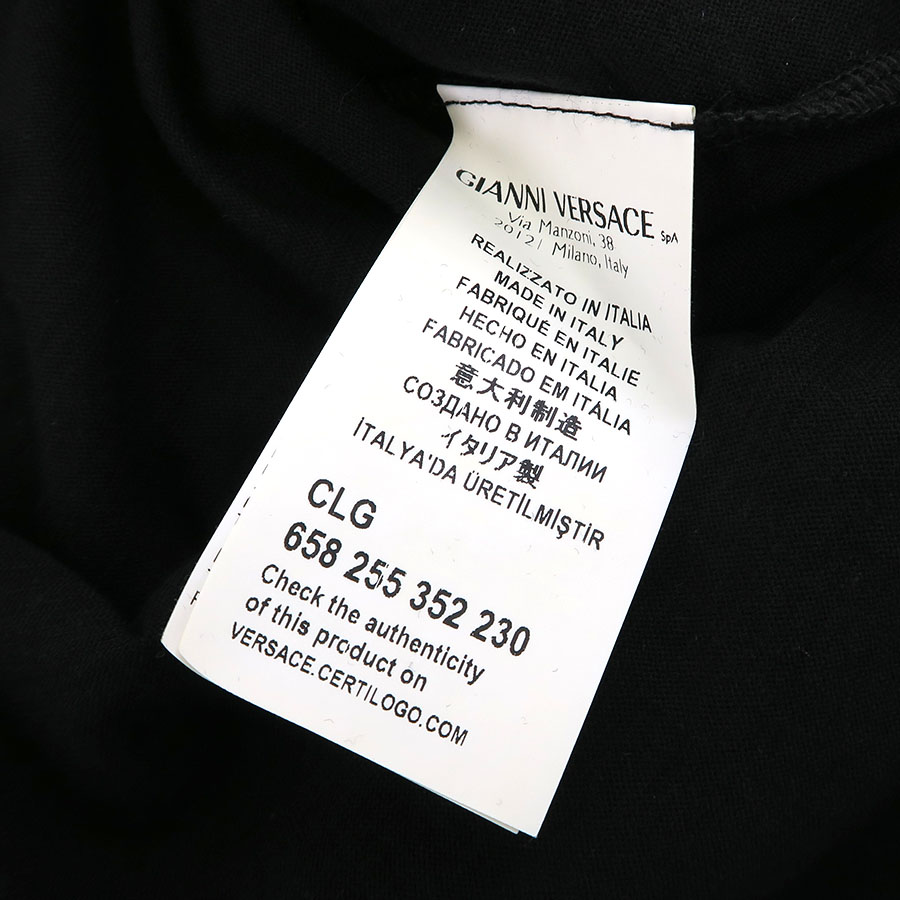 GIANNI VERSACE SpA
Via Manzoni, 38
20121 Milano, Italy
REALIZZATO IN ITALIA
MADE IN ITALY
FABRIQUÉ EN ITALIE
HECHO EN ITALIA
FABRICADO EM ITÁLIA
意大利制造
СОЗДАНО В ИТАЛИИ
イタリア製
İTALYA'DA ÜRETİLMİŞTİR
CLG
658 255 352 230
Check the authenticity
of this product on
VERSACE.CERTILOGO.COM